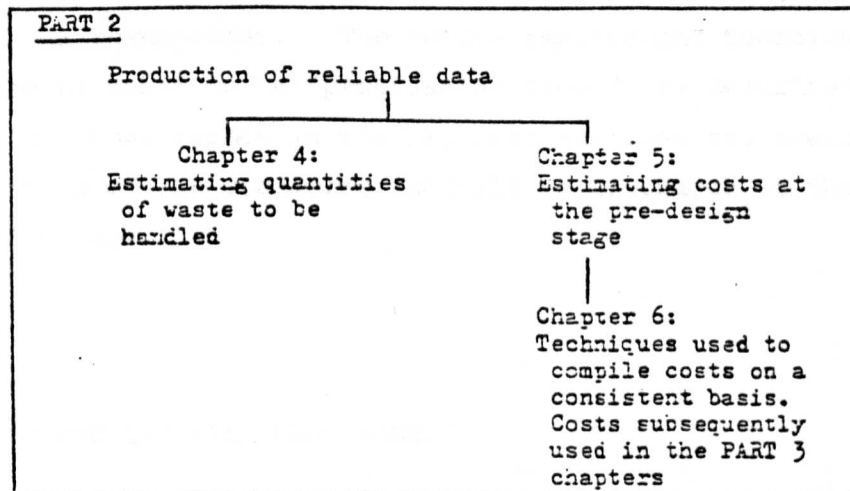 PART 2
Production of reliable data
Chapter 4:
Estimating quantities
of waste to be
handled
Chapter 5:
Estimating costs at
the pre-design
stage
Chapter 6:
Techniques used to
compile costs on a
consistent basis.
Costs subsequently
used in the PART 3
chapters